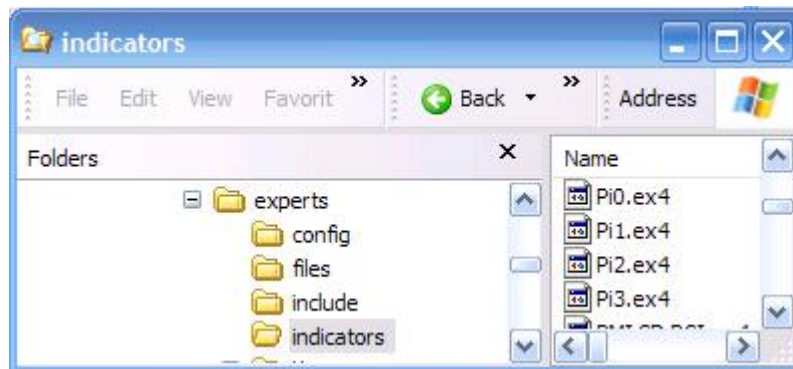 indicators
File Edit View Favorit » Back » Address
Folders × Name
experts
config
files
include
indicators
Pi0.ex4
Pi1.ex4
Pi2.ex4
Pi3.ex4